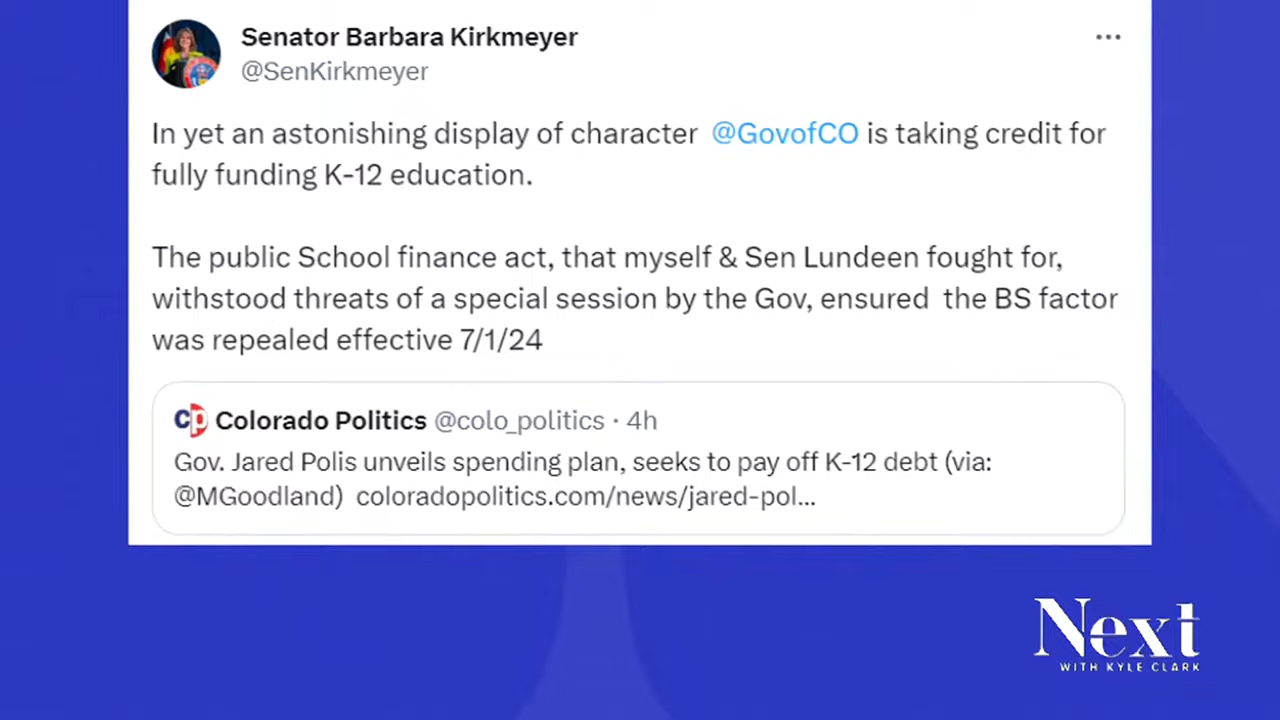 Senator Barbara Kirkmeyer
@SenKirkmeyer
In yet an astonishing display of character @GovofCO is taking credit for
fully funding K-12 education.
The public School finance act, that myself & Sen Lundeen fought for,
withstood threats of a special session by the Gov, ensured the BS factor
was repealed effective 7/1/24
cp Colorado Politics @colo_politics · 4h
Gov. Jared Polis unveils spending plan, seeks to pay off K-12 debt (via:
@MGoodland) coloradopolitics.com/news/jared-pol...
Next
WITH KYLE CLARK